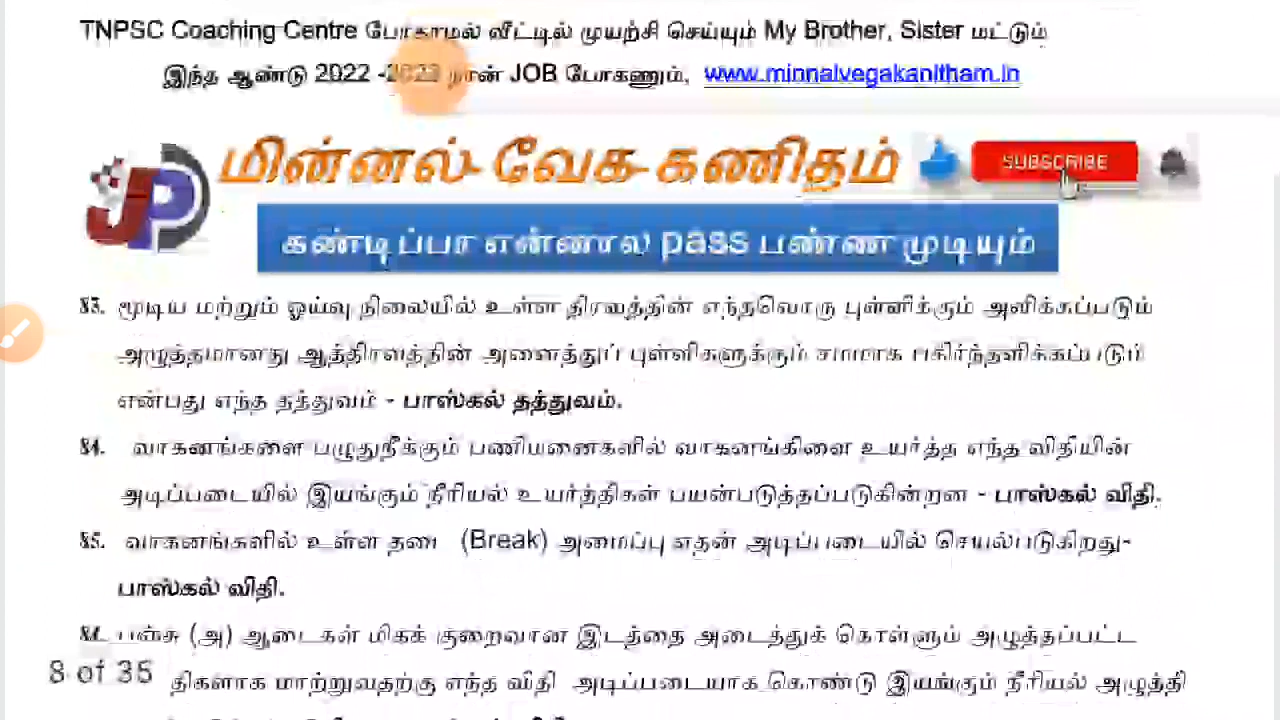 TNPSC Coaching Centre போகாமல் வீட்டில் முயற்சி செய்யும் My Brother, Sister மட்டும்
இந்த ஆண்டு 2022 -2023 நான் JOB போகணும், www.minnalvegakanitham.in
JP மின்னல்-வேக-கணிதம் SUBSCRIBE
கண்டிப்பா என்னால pass பண்ண முடியும்
83. மூடிய மற்றும் ஓய்வு நிலையில் உள்ள திரவத்தின் எந்தவொரு புள்ளிக்கும் அளிக்கப்படும்
அழுத்தமானது ஆத்திரவத்தின் அனைத்துப் புள்ளிகளுக்கும் சமமாக பகிர்ந்தளிக்கப்படும்
என்பது எந்த தத்துவம் - பாஸ்கல் தத்துவம்.
84. வாகனங்களை பழுதுநீக்கும் பணிமனைகளில் வாகனங்கிளை உயர்த்த எந்த விதியின்
அடிப்படையில் இயங்கும் நீரியல் உயர்த்திகள் பயன்படுத்தப்படுகின்றன - பாஸ்கல் விதி.
85. வாகனங்களில் உள்ள தடை (Break) அமைப்பு எதன் அடிப்படையில் செயல்படுகிறது-
பாஸ்கல் விதி.
பஞ்சு (அ) ஆடைகள் மிகக் குறைவான இடத்தை அடைத்துக் கொள்ளும் அழுத்தப்பட்ட
8 of 35 திகளாக மாற்றுவதற்கு எந்த விதி அடிப்படையாக கொண்டு இயங்கும் நீரியல் அழுத்தி